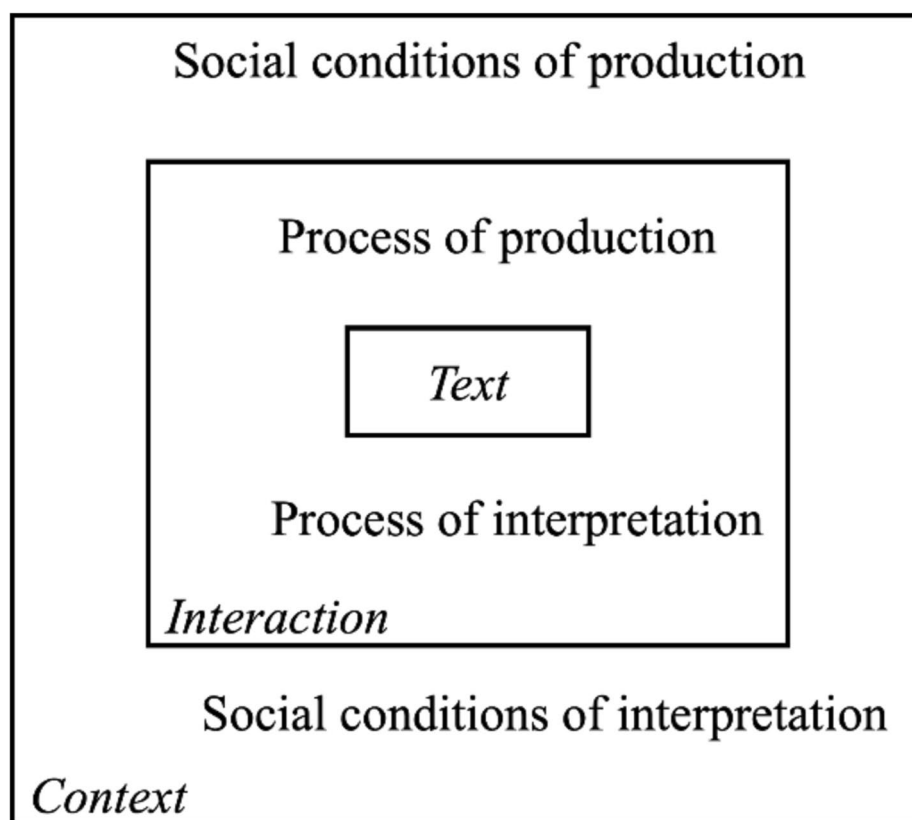 Social conditions of production
Process of production
Text
Process of interpretation
Interaction
Social conditions of interpretation
Context